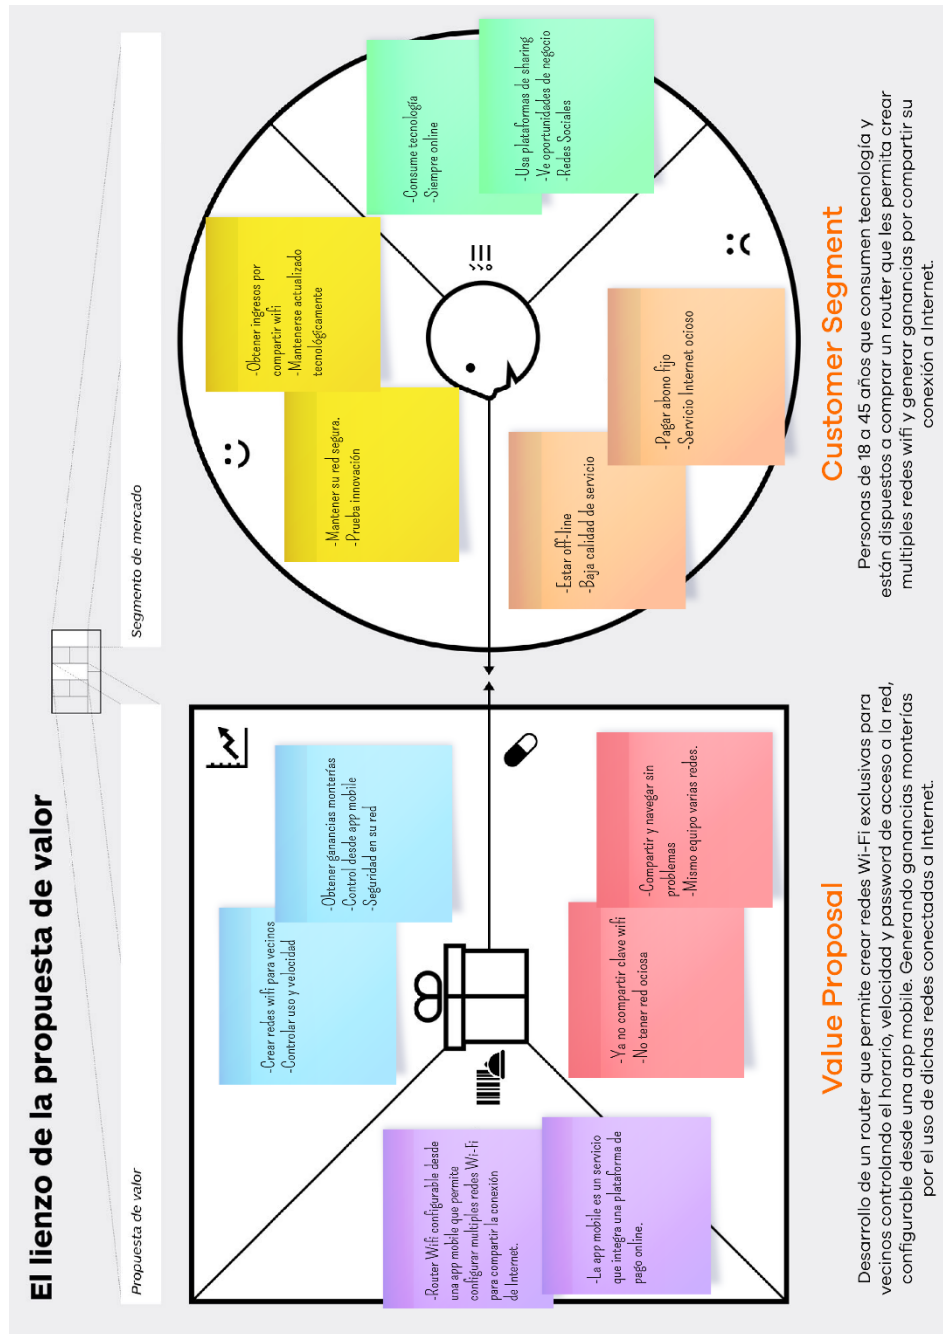 El lienzo de la propuesta de valor
Propuesta de valor
Segmento de mercado
-Crear redes wifi para vecinos
-Controlar uso y velocidad
-Obtener ganancias monterías
-Control desde app mobile
-Seguridad en su red
-Router Wifi configurable desde
una app mobile que permite
configurar multiples redes Wi-Fi
para compartir la conexión
de Internet.
-La app mobile es un servicio
que integra una plataforma de
pago online.
-Ya no compartir clave wifi
-No tener red ociosa
-Compartir y navegar sin
problemas
-Mismo equipo varias redes.
-Mantener su red segura.
-Prueba innovación
-Obtener ingresos por
compartir wifi
-Mantenerse actualizado
tecnológicamente
-Consume tecnología
-Siempre online
-Usa plataformas de sharing
-Ve oportunidades de negocio
-Redes Sociales
-Estar off-line
-Baja calidad de servicio
-Pagar abono fijo
-Servicio Internet ocioso
Value Proposal
Desarrollo de un router que permite crear redes Wi-Fi exclusivas para
vecinos controlando el horario, velocidad y password de acceso a la red,
configurable desde una app mobile. Generando ganancias monterías
por el uso de dichas redes conectadas a Internet.
Customer Segment
Personas de 18 a 45 años que consumen tecnología y
están dispuestos a comprar un router que les permita crear
multiples redes wifi y generar ganancias por compartir su
conexión a Internet.